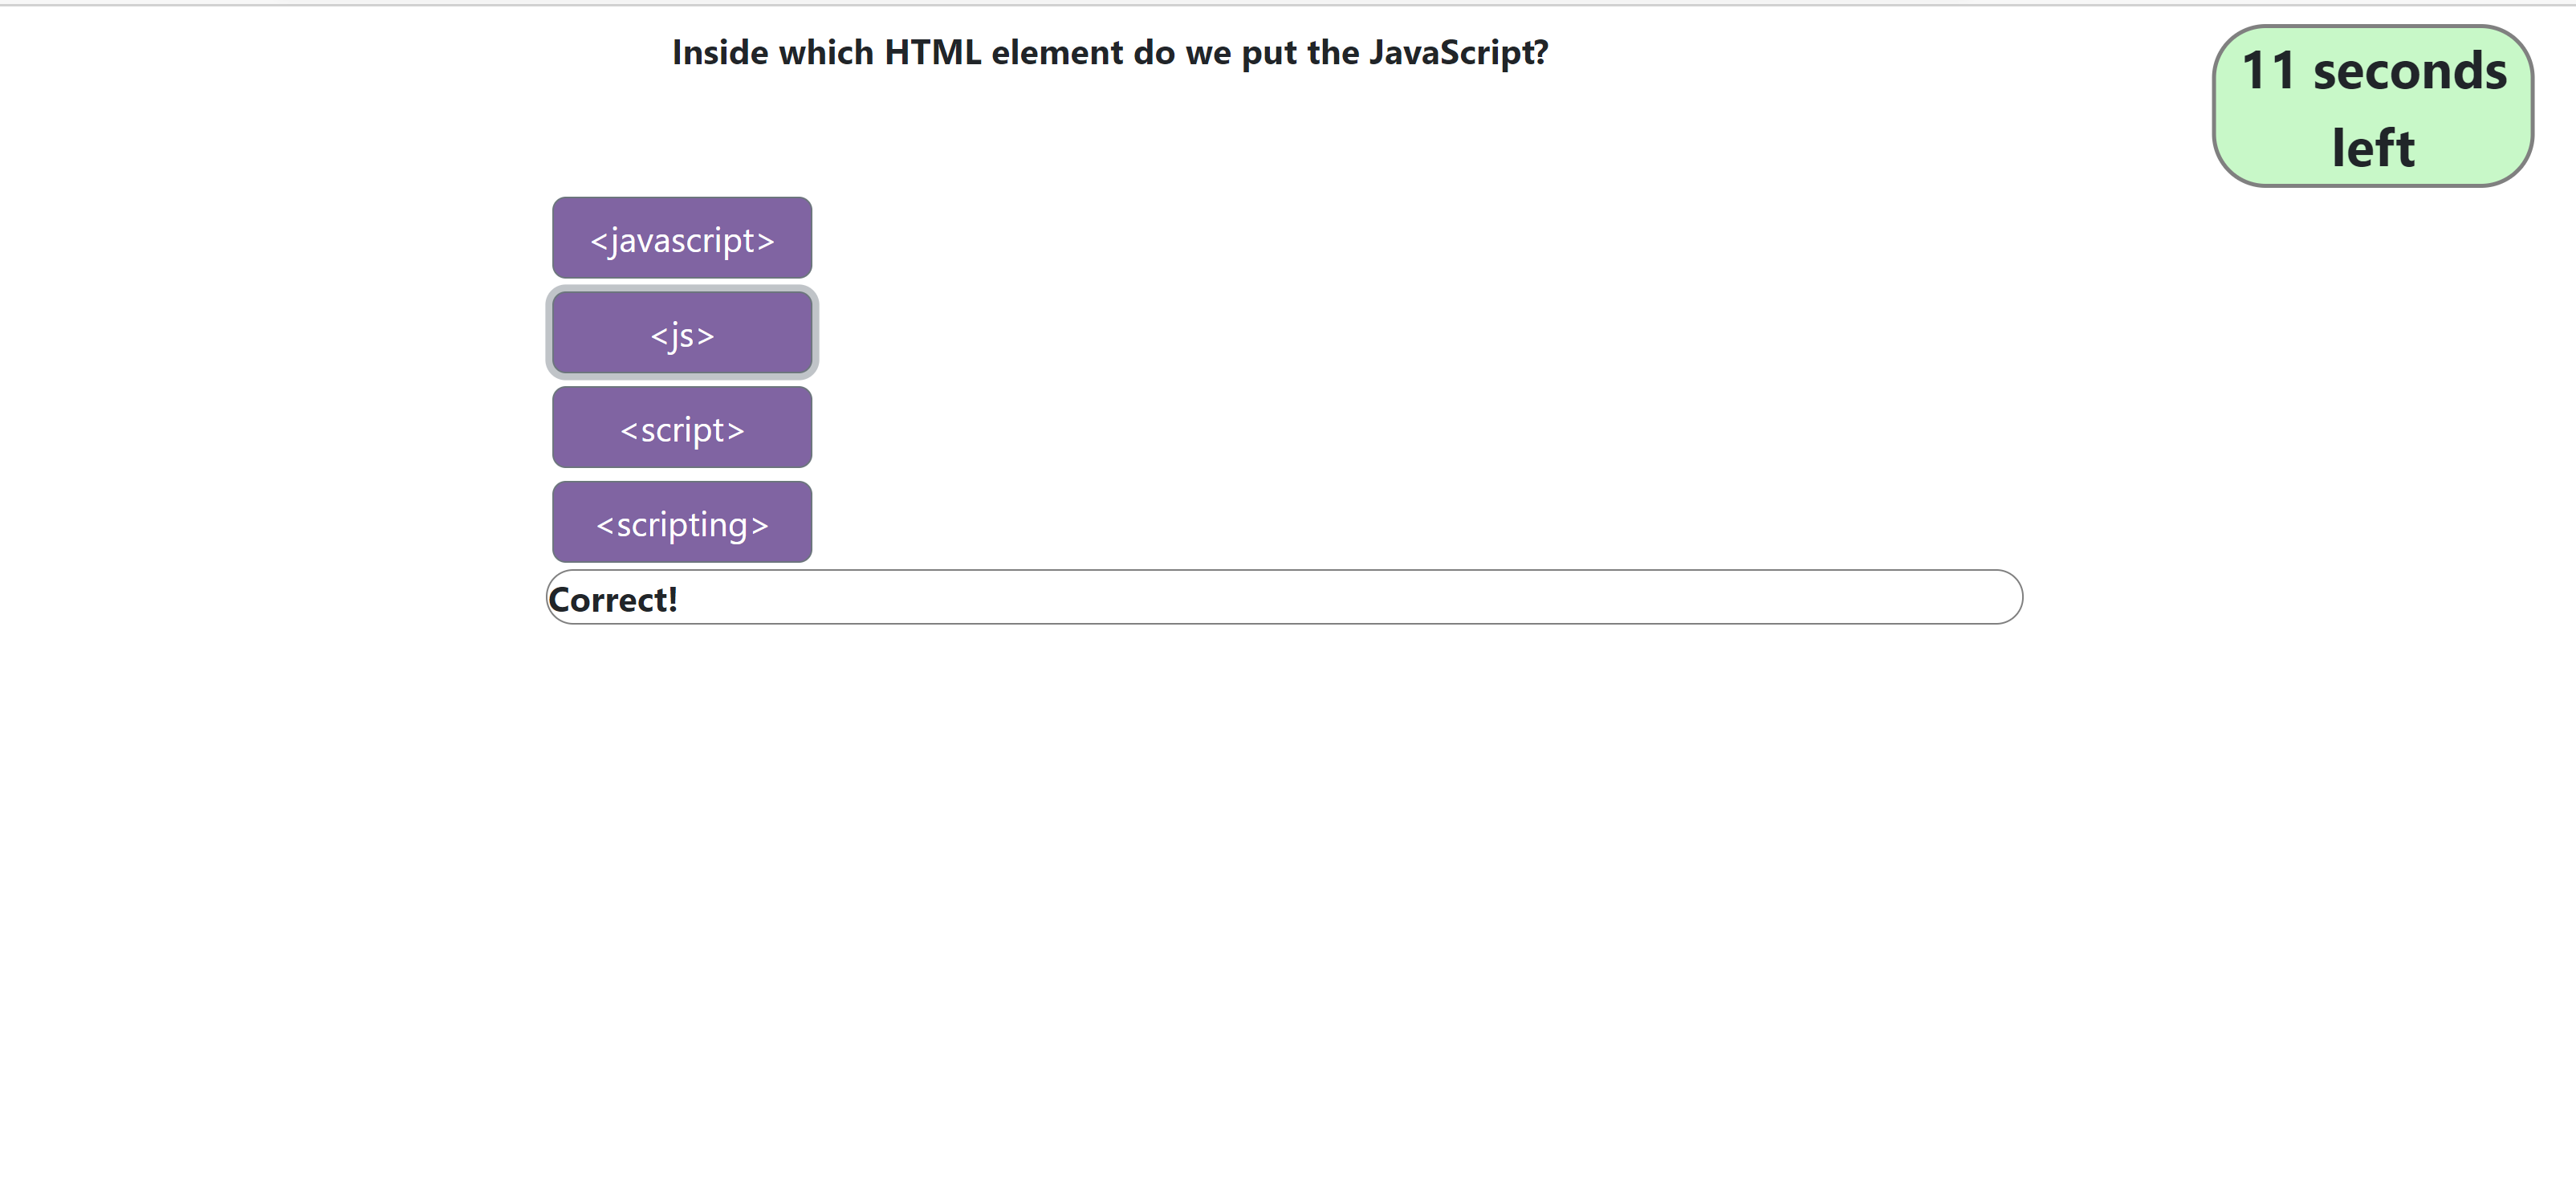 Inside which HTML element do we put the JavaScript?
11 seconds
left
<javascript>
<js>
<script>
<scripting>
Correct!